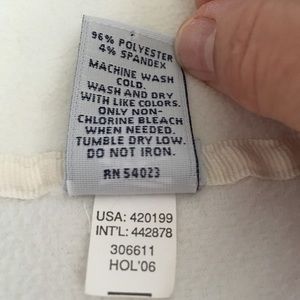 96% POLYESTER
4% SPANDEX
MACHINE WASH
COLD.
WASH AND DRY
WITH LIKE COLORS.
ONLY NON-
CHLORINE BLEACH
WHEN NEEDED.
TUMBLE DRY LOW.
DO NOT IRON.
RN 54023
USA: 420199
INT'L: 442878
306611
HOL'06